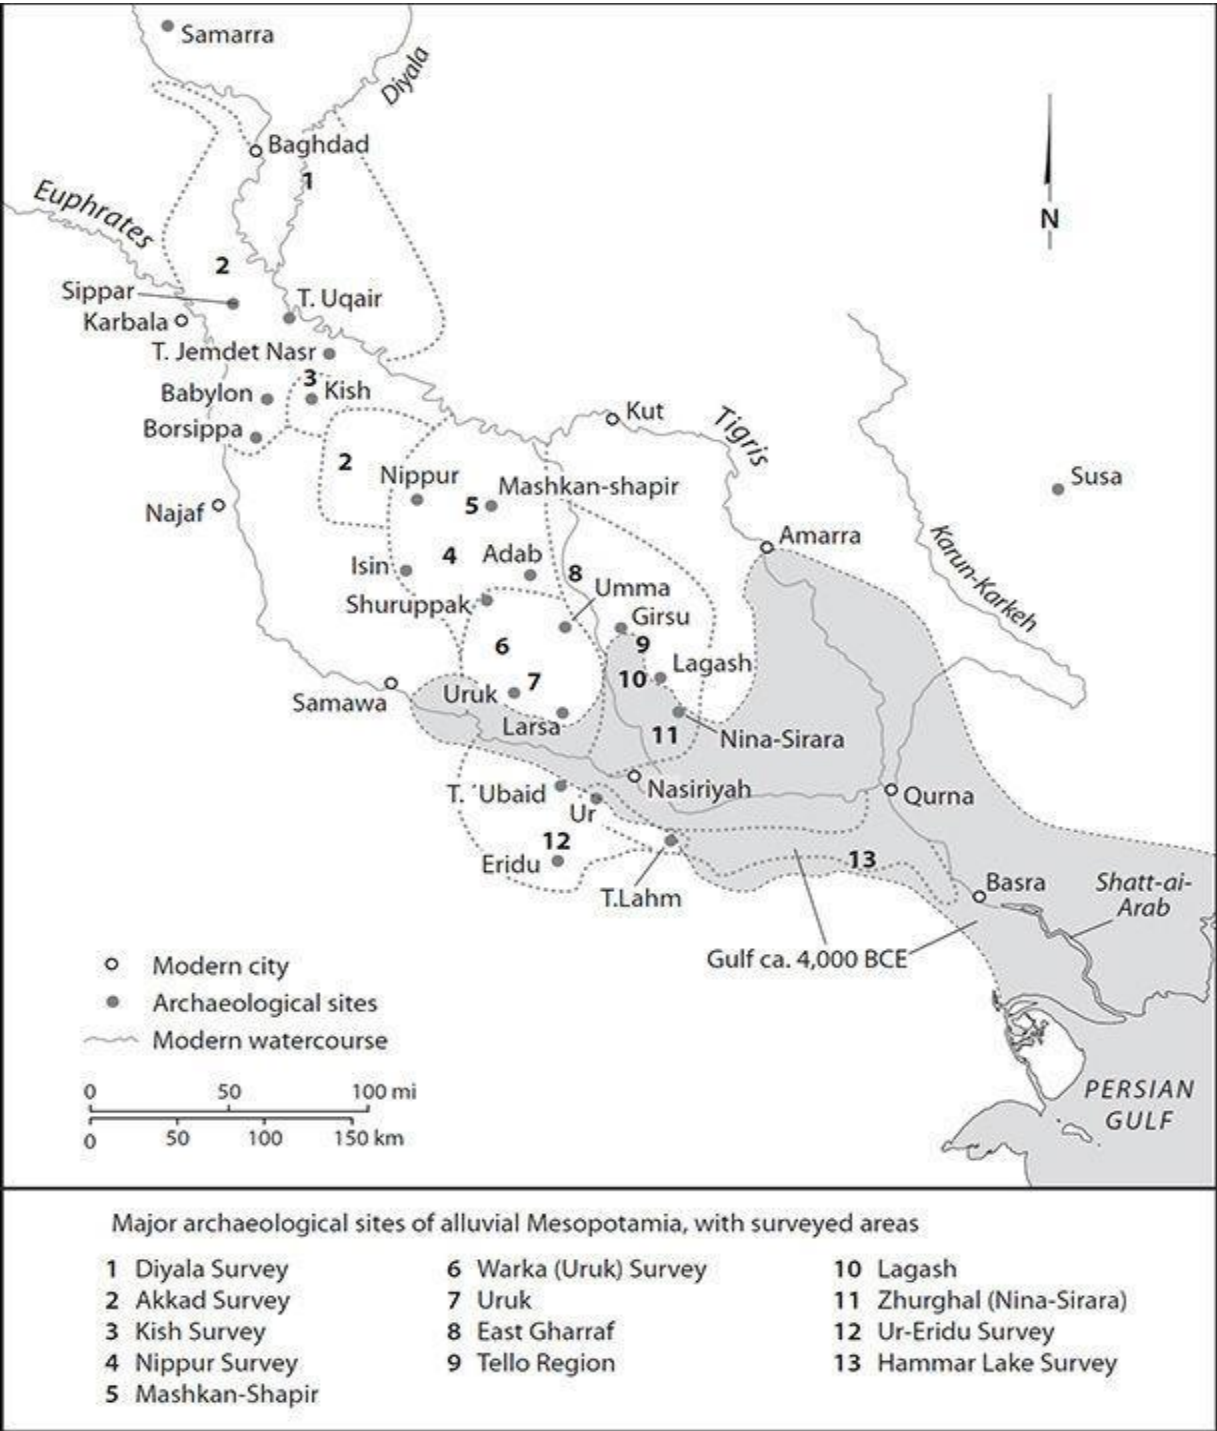 Samarra
Diyala
Baghdad
1
Euphrates
2
Sippar
T. Uqair
Karbala
T. Jemdet Nasr
3
Babylon
Kish
Borsippa
Kut
Tigris
2
Nippur
Mashkan-shapir
5
Susa
N
Najaf
Amarra
Karun-Karkeh
Isin
4
Adab
8
Umma
Shuruppak
Girsu
6
9
Lagash
10
Uruk
7
Samawa
Larsa
11
Nina-Sirara
T. ´Ubaid
Nasiriyah
Qurna
Ur
12
Eridu
13
T.Lahm
Basra
Shatt-ai-
Arab
Gulf ca. 4,000 BCE
Modern city
Archaeological sites
Modern watercourse
0 50 100 mi
0 50 100 150 km
PERSIAN
GULF
Major archaeological sites of alluvial Mesopotamia, with surveyed areas
1 Diyala Survey
2 Akkad Survey
3 Kish Survey
4 Nippur Survey
5 Mashkan-Shapir
6 Warka (Uruk) Survey
7 Uruk
8 East Gharraf
9 Tello Region
10 Lagash
11 Zhurghal (Nina-Sirara)
12 Ur-Eridu Survey
13 Hammar Lake Survey